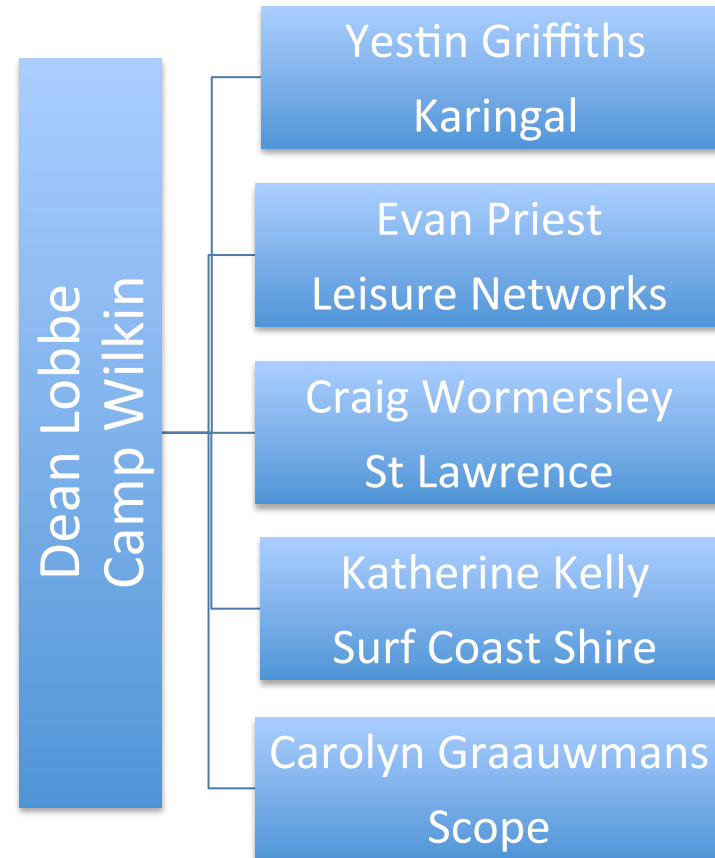 Dean Lobbe
Camp Wilkin
Yestin Griffiths
Karingal
Evan Priest
Leisure Networks
Craig Wormersley
St Lawrence
Katherine Kelly
Surf Coast Shire
Carolyn Graauwmans
Scope